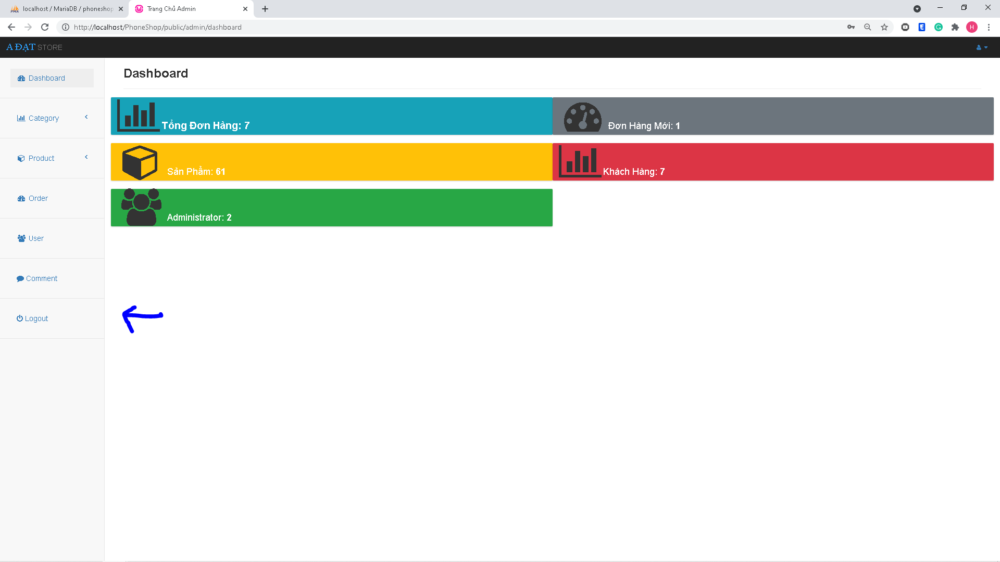 localhost / MariaDB / phoneshop
Trang Chủ Admin
http://localhost/PhoneShop/public/admin/dashboard
H
A ĐẠT STORE
Dashboard
Category
Product
Order
User
Comment
Logout
Dashboard
Tổng Đơn Hàng: 7
Đơn Hàng Mới: 1
Sản Phẩm: 61
Khách Hàng: 7
Administrator: 2